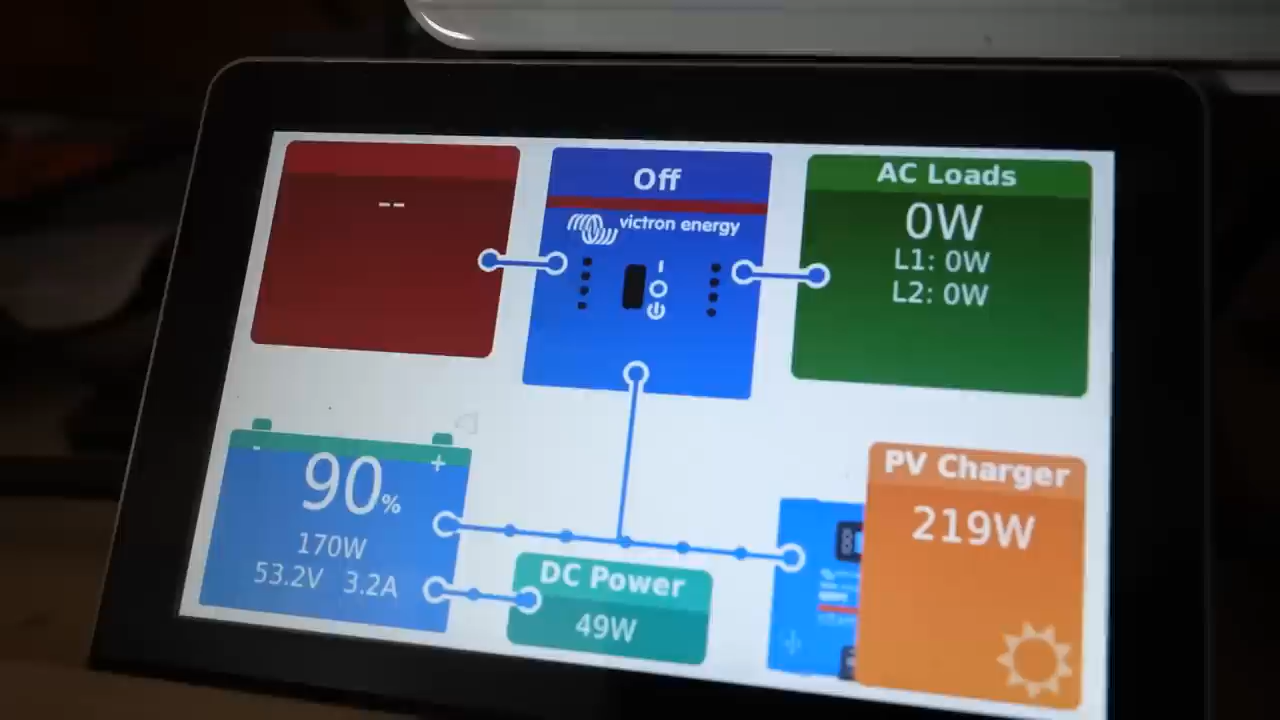 --
Off
victron energy
AC Loads
0W
L1: 0W
L2: 0W
- +
90%
170W
53.2V 3.2A
DC Power
49W
PV Charger
219W